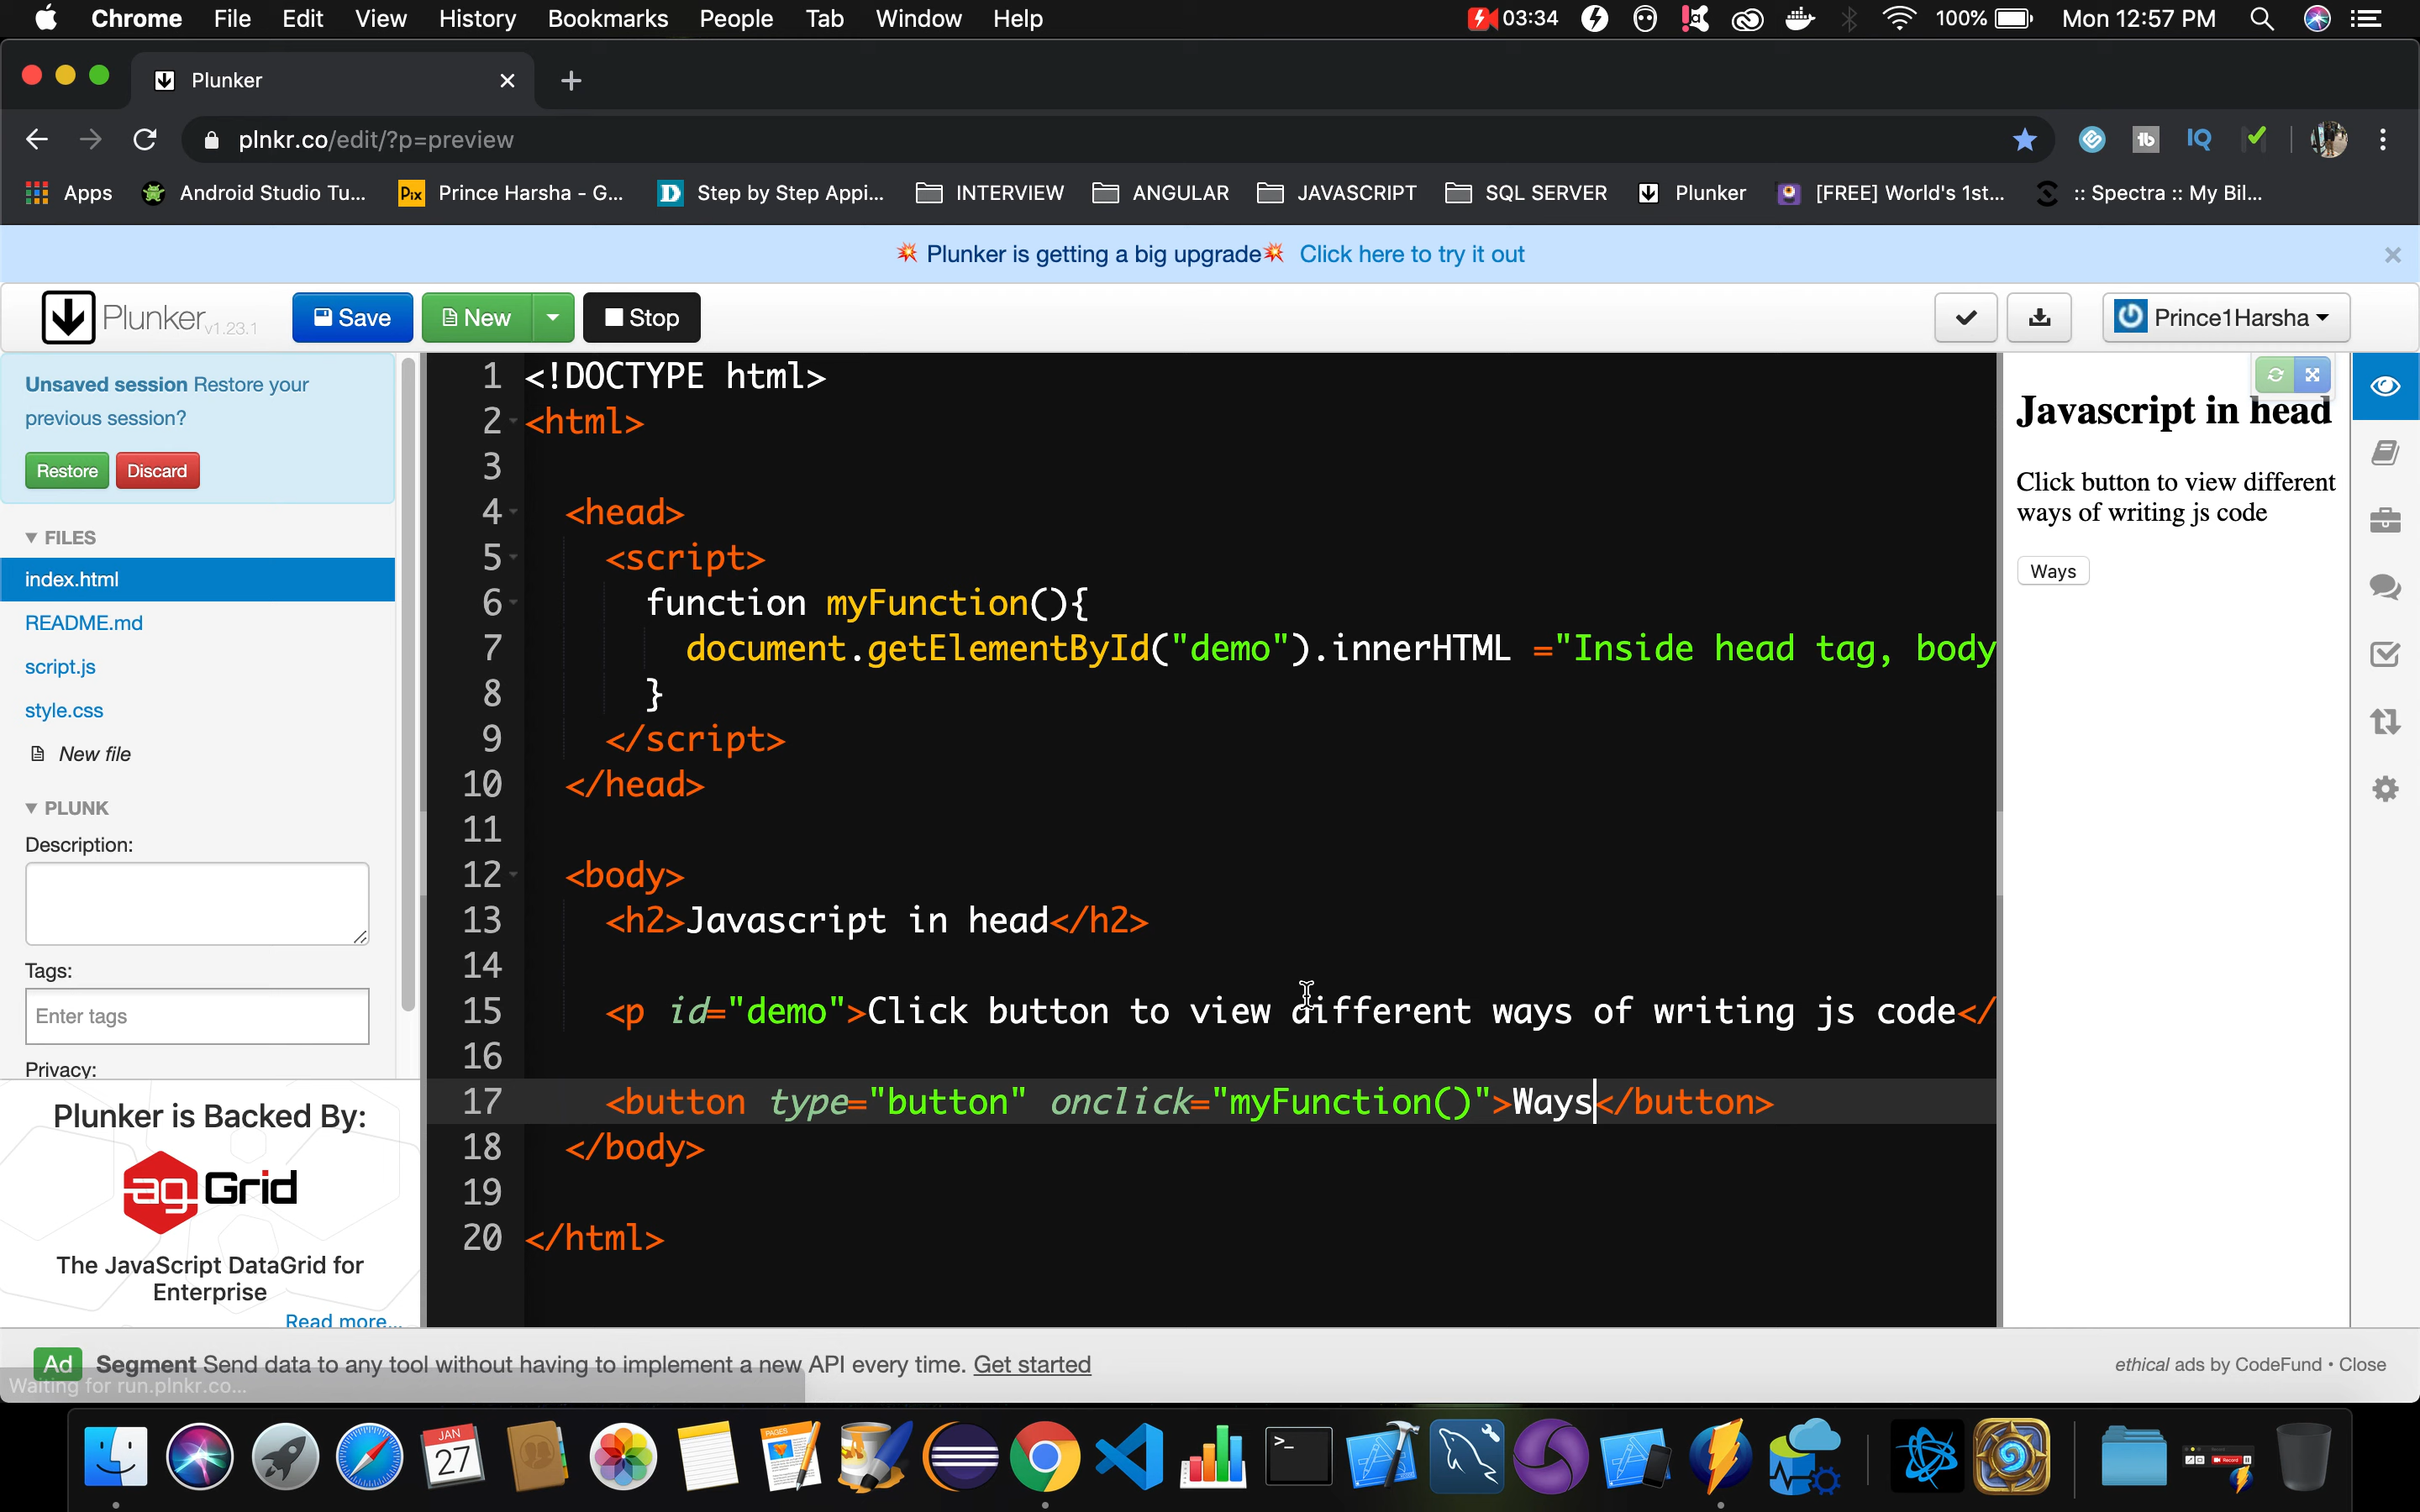 Chrome File Edit View History Bookmarks People Tab Window Help 03:34 100% Mon 12:57 PM
Plunker
plnkr.co/edit/?p=preview
Apps Android Studio Tu... Prince Harsha - G... Step by Step Appi... INTERVIEW ANGULAR JAVASCRIPT SQL SERVER Plunker [FREE] World's 1st... :: Spectra :: My Bil...
Plunker is getting a big upgrade Click here to try it out
Plunker v1.23.1 Save New Stop Prince1Harsha
Unsaved session Restore your
previous session?
Restore Discard
FILES
index.html
README.md
script.js
style.css
New file
PLUNK
Description:
Tags:
Enter tags
Privacy:
Plunker is Backed By:
ag Grid
The JavaScript DataGrid for
Enterprise
Read more...
1 <!DOCTYPE html>
2 <html>
3
4 <head>
5 <script>
6 function myFunction(){
7 document.getElementById("demo").innerHTML ="Inside head tag, body
8 }
9 </script>
10 </head>
11
12 <body>
13 <h2>Javascript in head</h2>
14
15 <p id="demo">Click button to view different ways of writing js code</
16
17 <button type="button" onclick="myFunction()">Ways</button>
18 </body>
19
20 </html>
Javascript in head
Click button to view different
ways of writing js code
Ways
Ad Segment Send data to any tool without having to implement a new API every time. Get started
ethical ads by CodeFund • Close
Waiting for run.plnkr.co...
JAN
27
PAGES